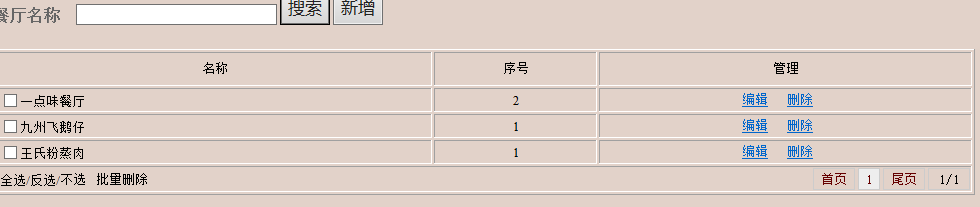 餐厅名称 搜索 新增
名称 序号 管理
一点味餐厅 2 编辑 删除
九州飞鹅仔 1 编辑 删除
王氏粉蒸肉 1 编辑 删除
全选/反选/不选 批量删除 首页 1 尾页 1/1